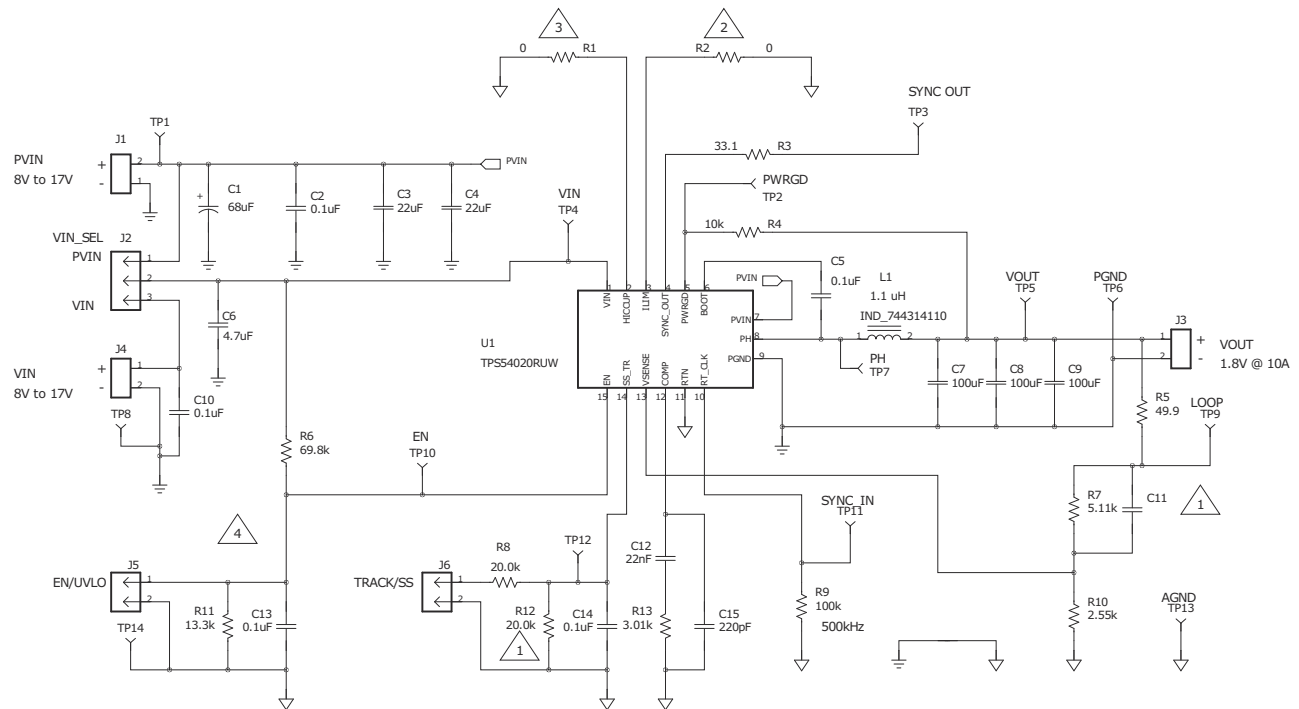 3
2
0
R1
R2
0
SYNC OUT
TP3
J1
TP1
PVIN
8V to 17V
+
-
2
1
PVIN
33.1
R3
PWRGD
TP2
+
C1
68uF
C2
0.1uF
C3
22uF
C4
22uF
VIN
TP4
10k
R4
VIN_SEL
J2
PVIN
VIN
1
2
3
C5
0.1uF
L1
1.1 uH
IND_744314110
1
2
PVIN
VOUT
TP5
PGND
TP6
J3
1
2
+
-
VOUT
1.8V @ 10A
C6
4.7uF
U1
TPS54020RUW
1
2
3
4
5
6
VIN
HICCUP
ILIM
SYNC_OUT
PWRGD
BOOT
PVIN
7
PH
8
PGND
9
EN
SS_TR
VSENSE
COMP
RTN
RT_CLK
15
14
13
12
11
10
PH
TP7
C7
100uF
C8
100uF
C9
100uF
J4
VIN
8V to 17V
+
-
1
2
TP8
C10
0.1uF
R5
49.9
LOOP
TP9
R6
69.8k
EN
TP10
R7
5.11k
C11
1
4
SYNC_IN
TP11
J5
EN/UVLO
1
2
R11
13.3k
C13
0.1uF
TP14
TRACK/SS
J6
1
2
R8
20.0k
TP12
R12
20.0k
1
C14
0.1uF
C12
22nF
R13
3.01k
C15
220pF
R9
100k
500kHz
R10
2.55k
AGND
TP13